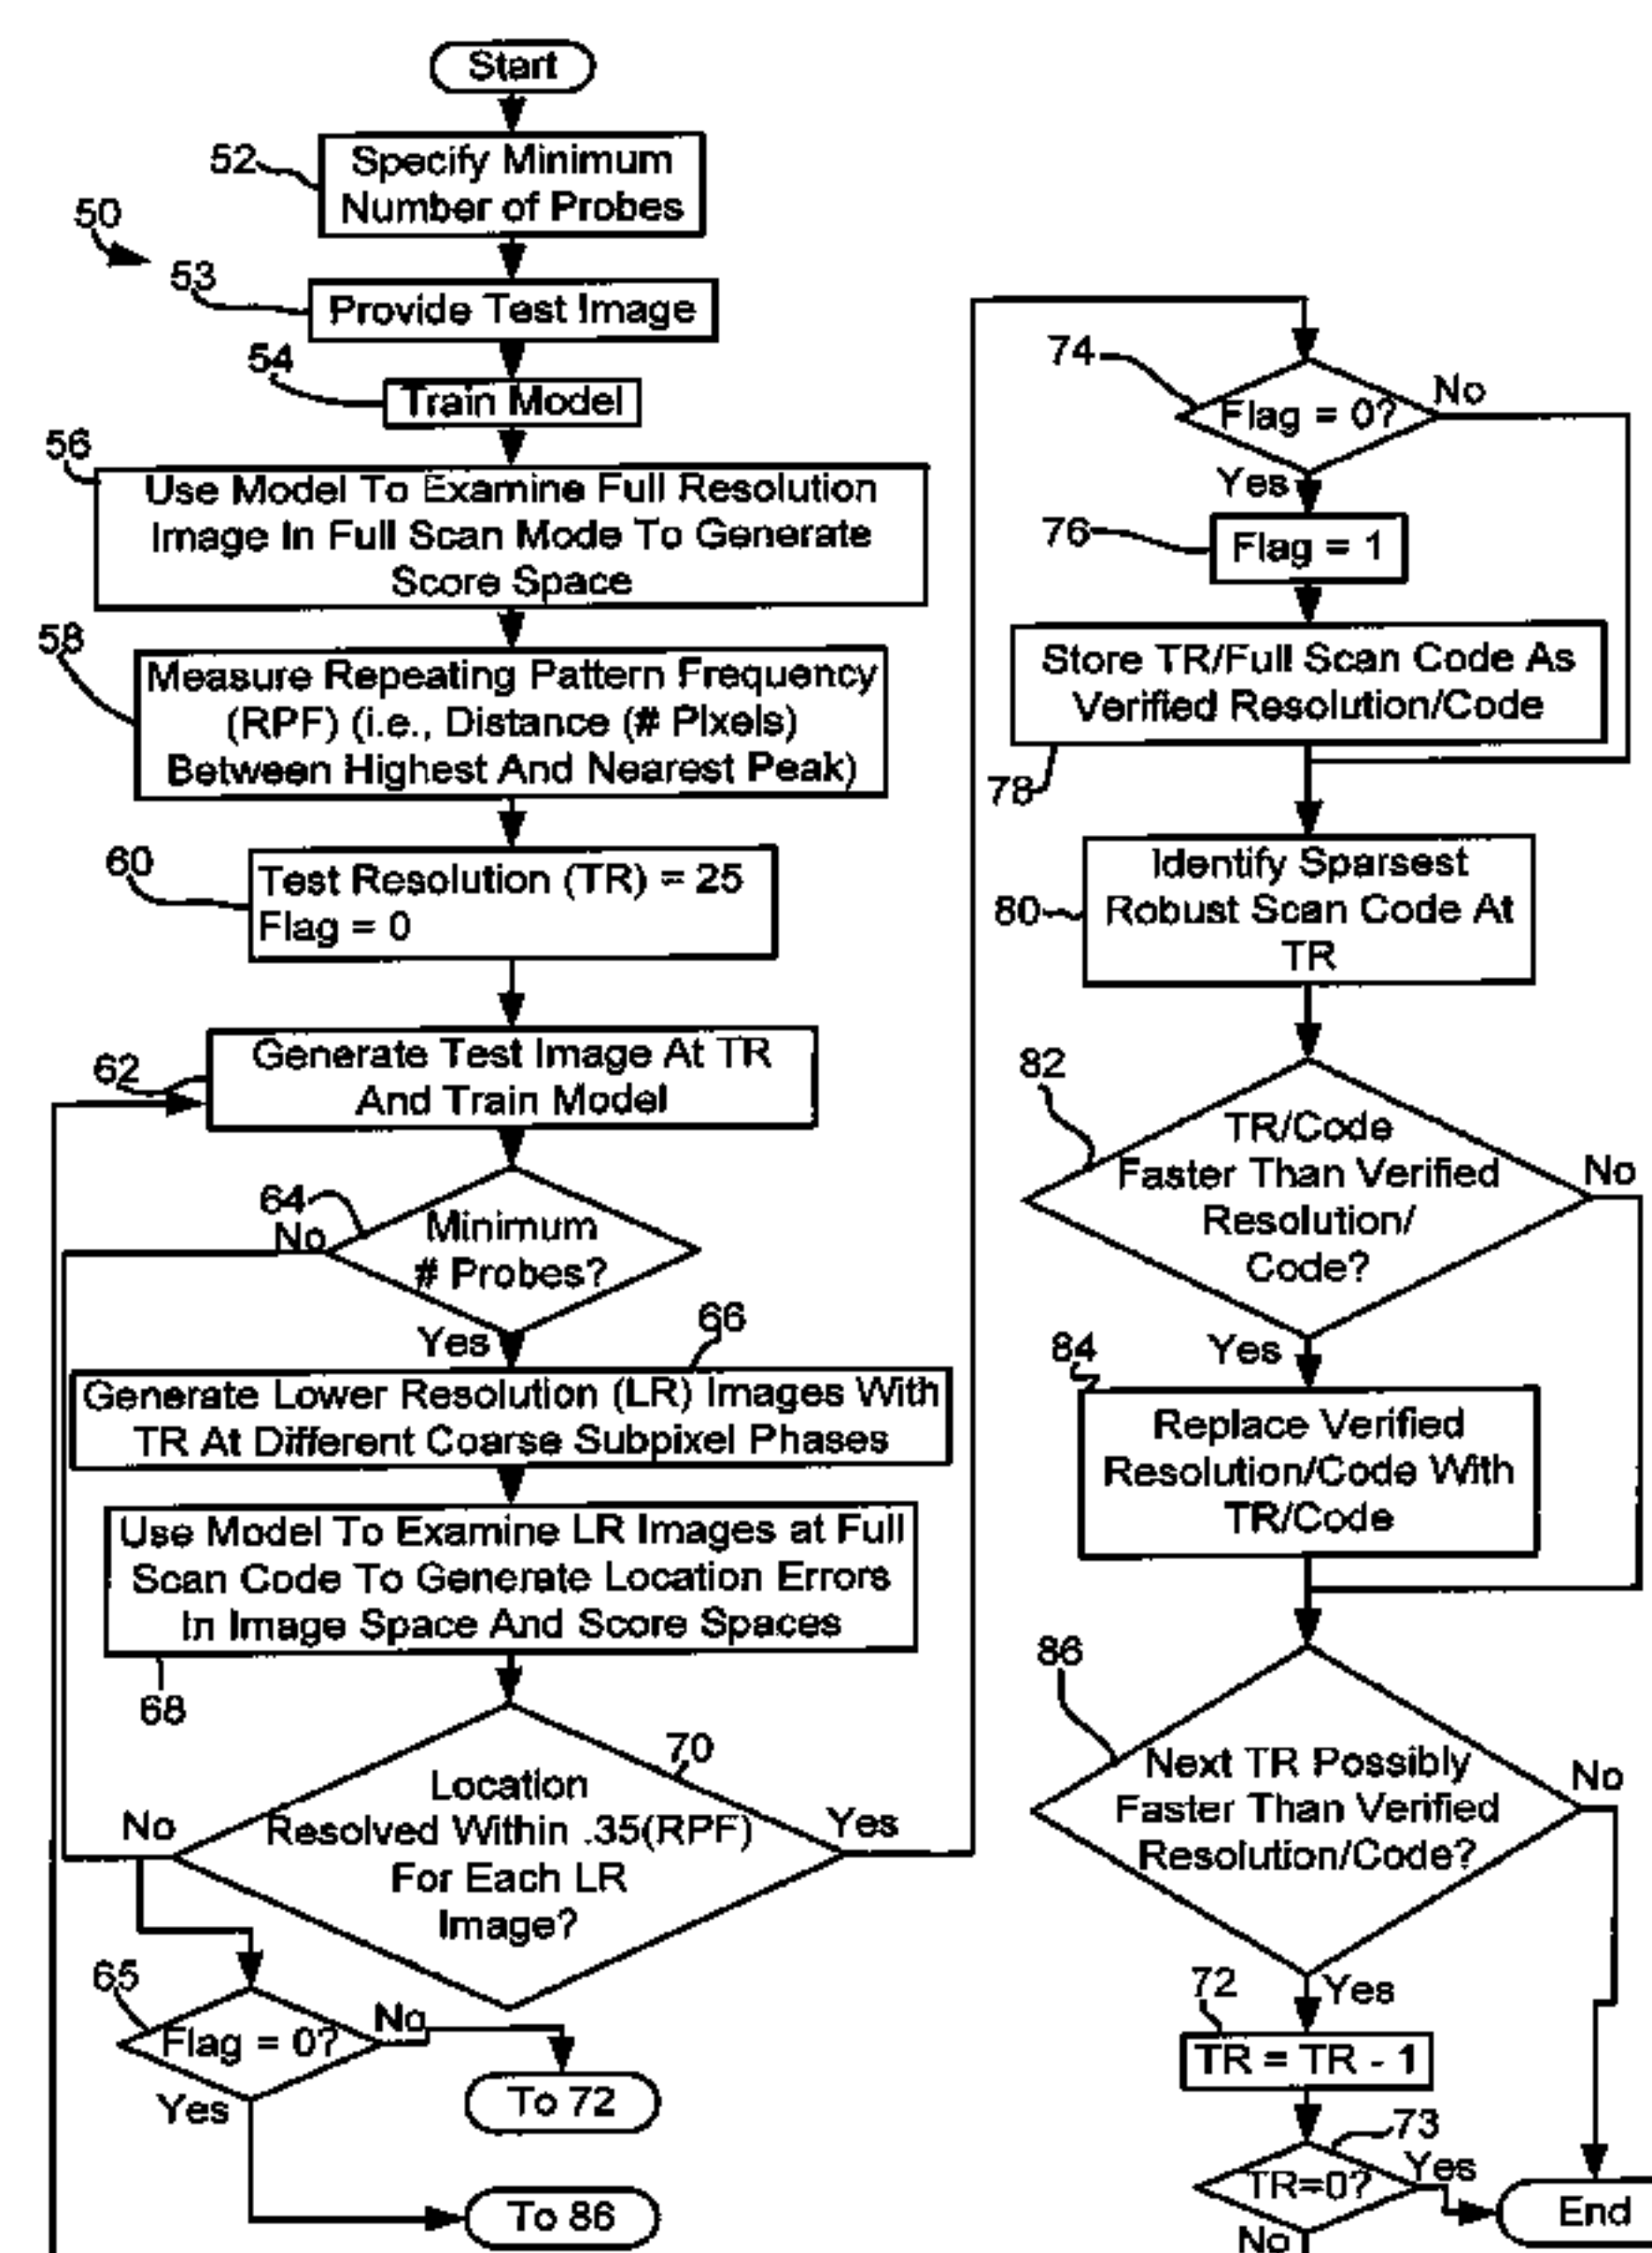 Start
52
Specify Minimum
Number of Probes
50
53
Provide Test Image
54
Train Model
56
Use Model To Examine Full Resolution
Image In Full Scan Mode To Generate
Score Space
58
Measure Repeating Pattern Frequency
(RPF) (i.e., Distance (# Pixels)
Between Highest And Nearest Peak)
60
Test Resolution (TR) = 25
Flag = 0
62
Generate Test Image At TR
And Train Model
64
No
Minimum
# Probes?
Yes
66
Generate Lower Resolution (LR) Images With
TR At Different Coarse Subpixel Phases
Use Model To Examine LR Images at Full
Scan Code To Generate Location Errors
In Image Space And Score Spaces
68
70
Location
Resolved Within .35(RPF)
For Each LR
Image?
No
Yes
65
Flag = 0?
No
Yes
To 72
To 86
74
Flag = 0?
No
Yes
76
Flag = 1
Store TR/Full Scan Code As
Verified Resolution/Code
78
80
Identify Sparsest
Robust Scan Code At
TR
82
TR/Code
Faster Than Verified
Resolution/
Code?
No
Yes
84
Replace Verified
Resolution/Code With
TR/Code
86
Next TR Possibly
Faster Than Verified
Resolution/Code?
No
Yes
72
TR = TR - 1
73
TR=0?
Yes
No
End